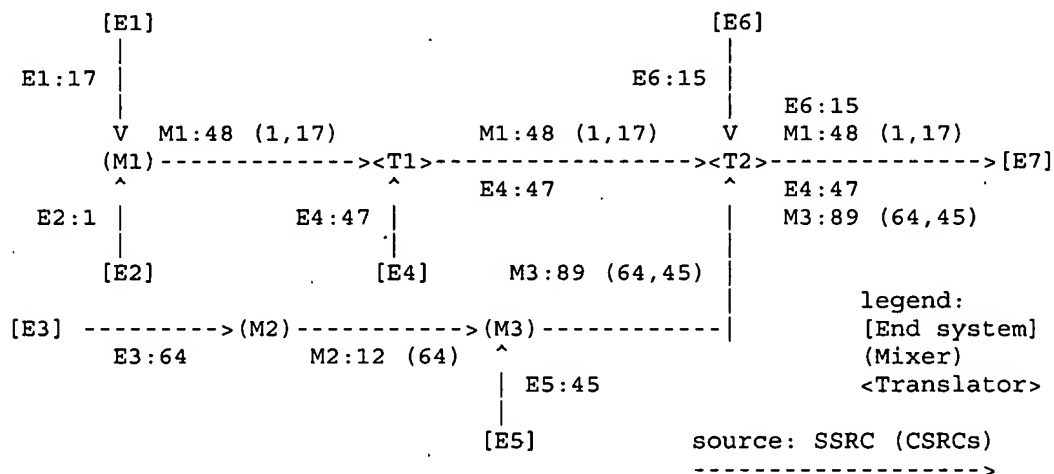 [E1] [E6]
| |
E1:17 | E6:15 |
| | E6:15
V M1:48 (1,17) M1:48 (1,17) V M1:48 (1,17)
(M1)-------------><T1>-----------------><T2>-------------->[E7]
^ ^ E4:47 ^ E4:47
E2:1 | E4:47 | | M3:89 (64,45)
| | |
[E2] [E4] M3:89 (64,45) |
| legend:
[E3] --------->(M2)----------->(M3)------------| [End system]
E3:64 M2:12 (64) ^ (Mixer)
| E5:45 <Translator>
|
[E5] source: SSRC (CSRCs)
------------------->